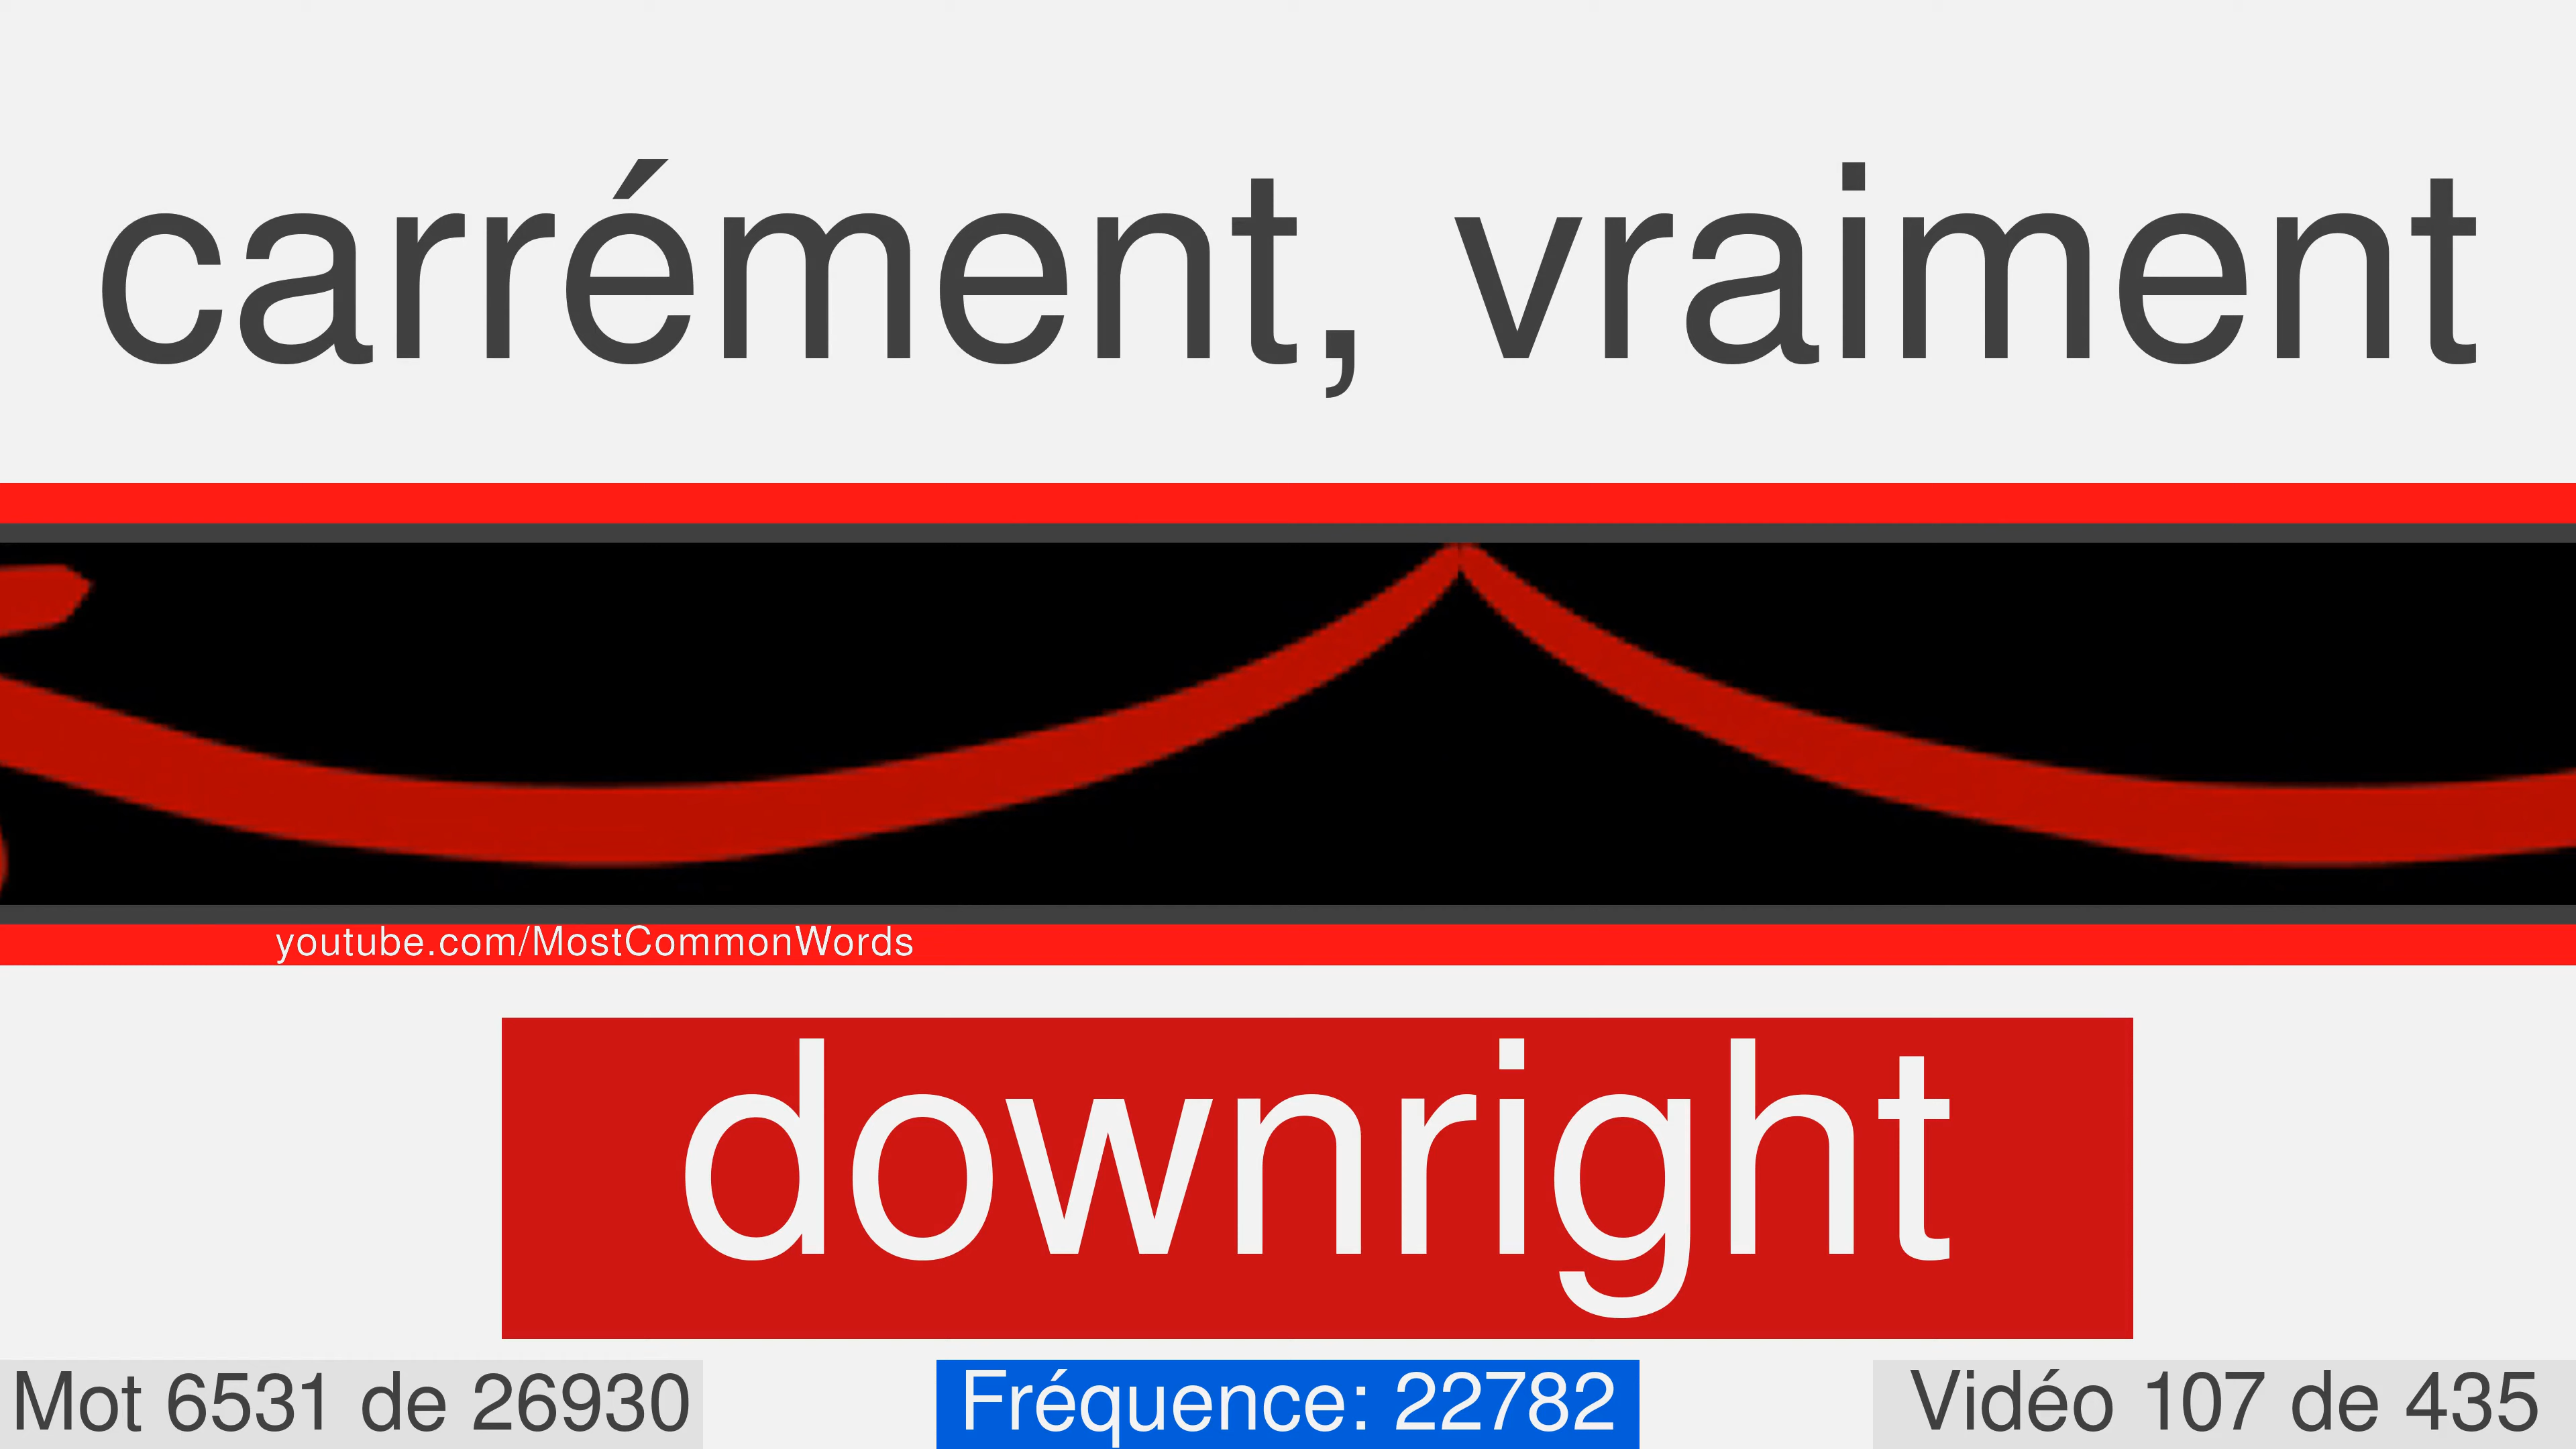 carrément, vraiment
youtube.com/MostCommonWords
downright
Mot 6531 de 26930
Fréquence: 22782
Vidéo 107 de 435